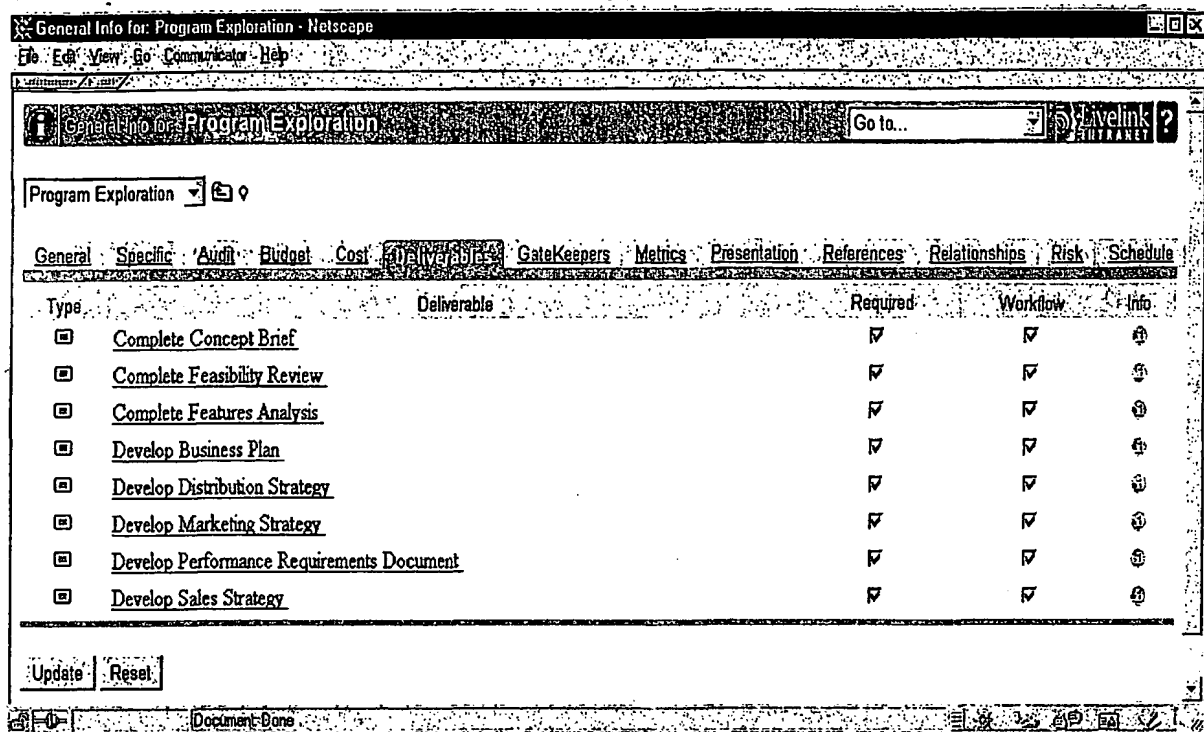 General Info for: Program Exploration - Netscape
File Edit View Go Communicator Help
General Info for: Program Exploration
Go to...
Livelink
INTRANET
?
Program Exploration
General Specific Audit Budget Cost Deliverables GateKeepers Metrics Presentation References Relationships Risk Schedule
Type Deliverable Required Workflow Info
Complete Concept Brief
Complete Feasibility Review
Complete Features Analysis
Develop Business Plan
Develop Distribution Strategy
Develop Marketing Strategy
Develop Performance Requirements Document
Develop Sales Strategy
Update Reset
Document: Done